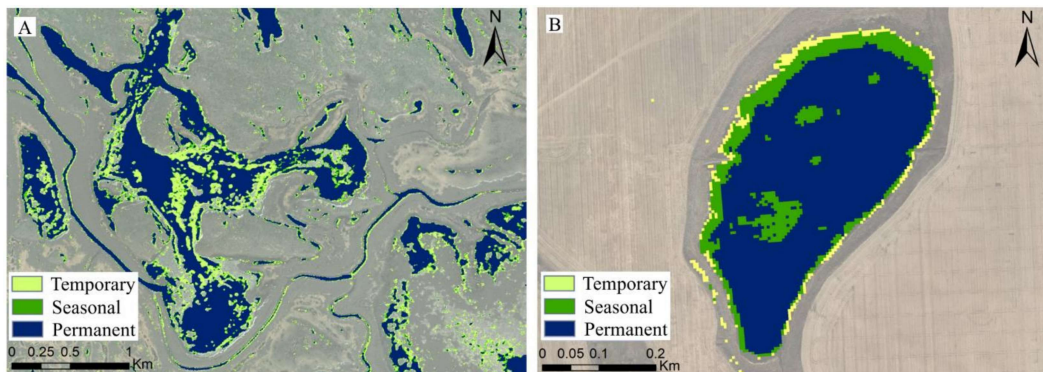 A
N
Temporary
Seasonal
Permanent
0 0.25 0.5 1
Km
B
N
Temporary
Seasonal
Permanent
0 0.05 0.1 0.2
Km